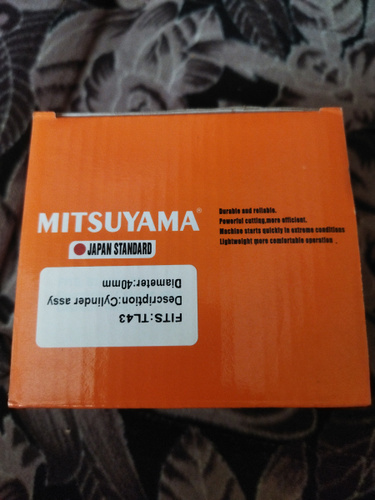 MITSUYAMA®
JAPAN STANDARD
Durable and reliable.
Powerful cutting,more efficient.
Machine starts quickly in extreme conditions
Lightweight more comfortable operation .
FITS:TL43
Description:Cylinder assy
Diameter:40mm